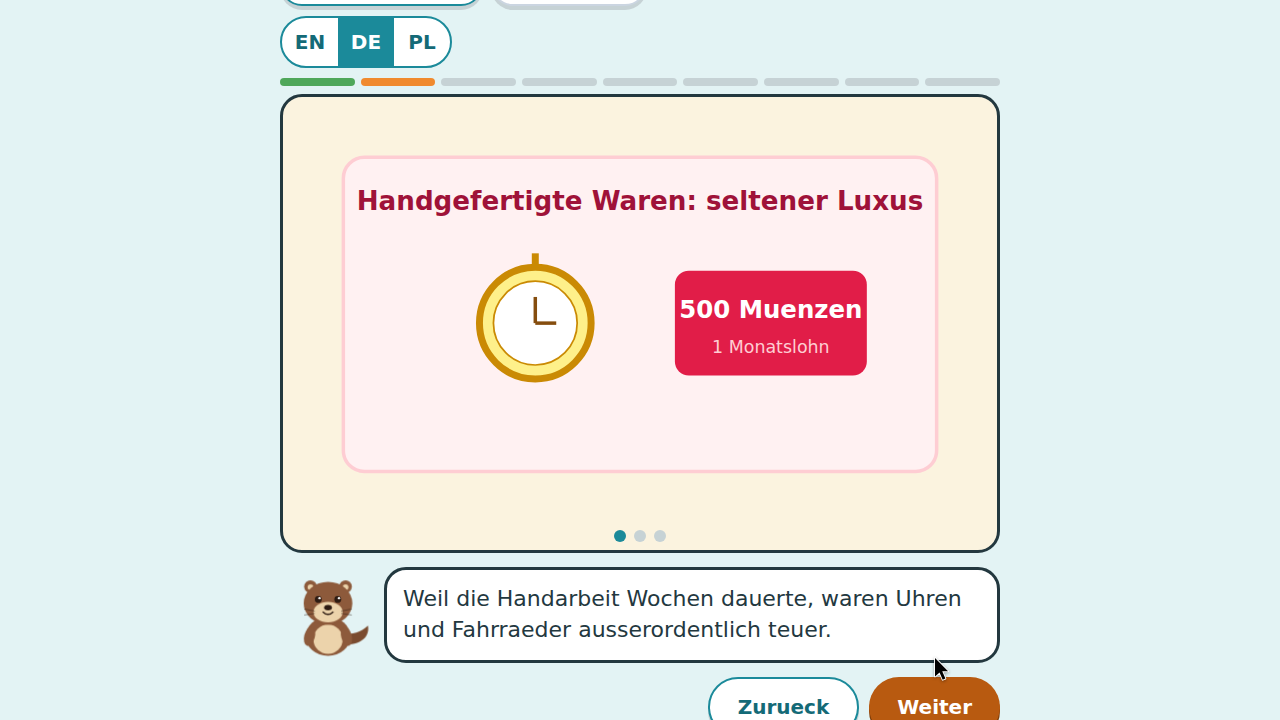 EN DE PL
Handgefertigte Waren: seltener Luxus
500 Muenzen
1 Monatslohn
Weil die Handarbeit Wochen dauerte, waren Uhren
und Fahrraeder ausserordentlich teuer.
Zurueck Weiter